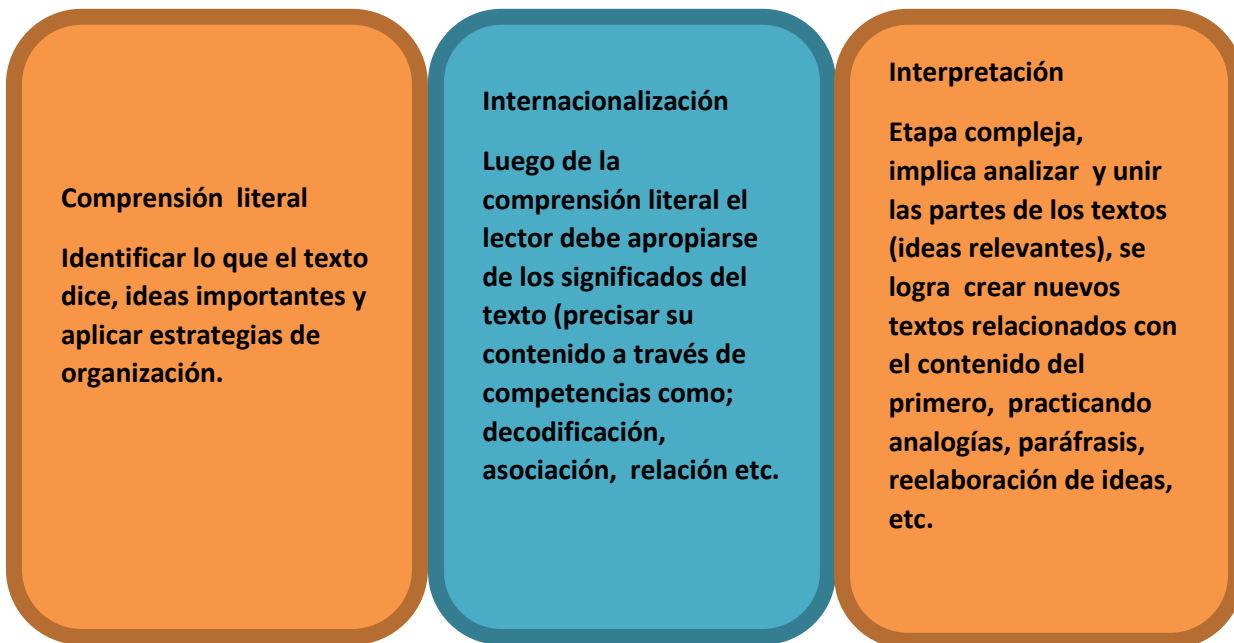 Comprensión literal
Identificar lo que el texto
dice, ideas importantes y
aplicar estrategias de
organización.
Internacionalización
Luego de la
comprensión literal el
lector debe apropiarse
de los significados del
texto (precisar su
contenido a través de
competencias como;
decodificación,
asociación, relación etc.
Interpretación
Etapa compleja,
implica analizar y unir
las partes de los textos
(ideas relevantes), se
logra crear nuevos
textos relacionados con
el contenido del
primero, practicando
analogías, paráfrasis,
reelaboración de ideas,
etc.